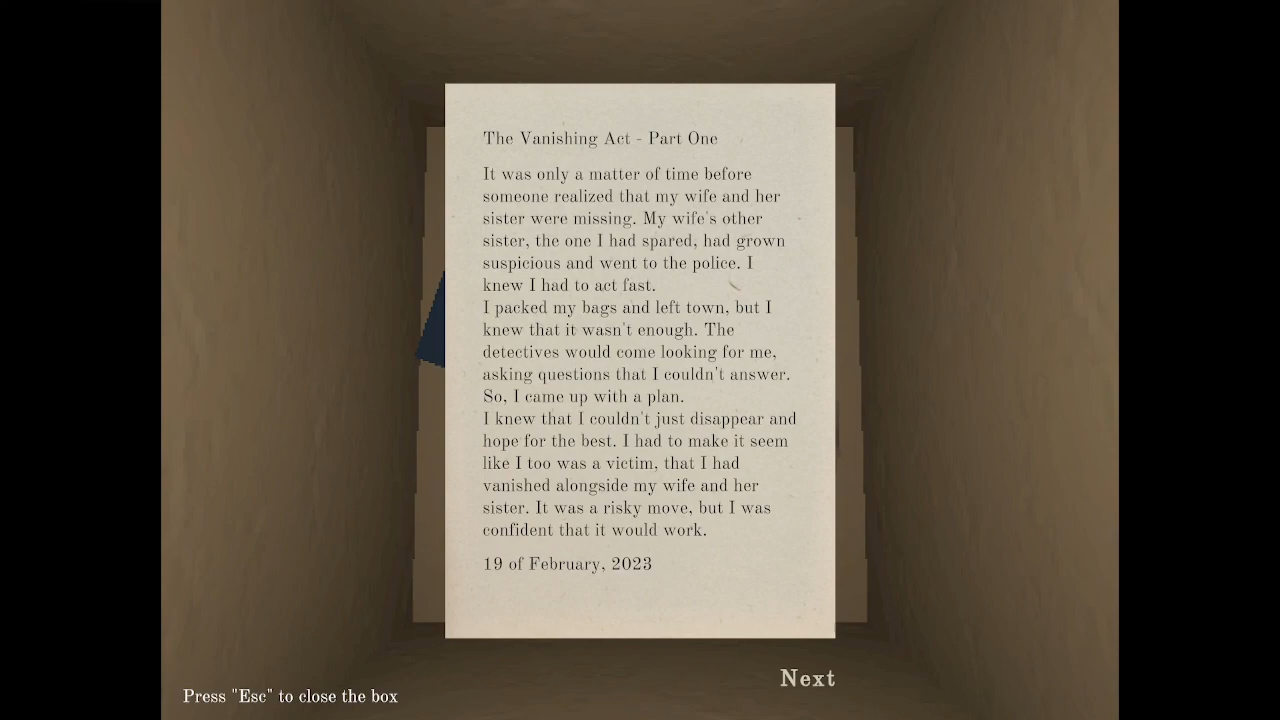 The Vanishing Act - Part One
It was only a matter of time before
someone realized that my wife and her
sister were missing. My wife's other
sister, the one I had spared, had grown
suspicious and went to the police. I
knew I had to act fast.
I packed my bags and left town, but I
knew that it wasn't enough. The
detectives would come looking for me,
asking questions that I couldn't answer.
So, I came up with a plan.
I knew that I couldn't just disappear and
hope for the best. I had to make it seem
like I too was a victim, that I had
vanished alongside my wife and her
sister. It was a risky move, but I was
confident that it would work.
19 of February, 2023
Next
Press "Esc" to close the box